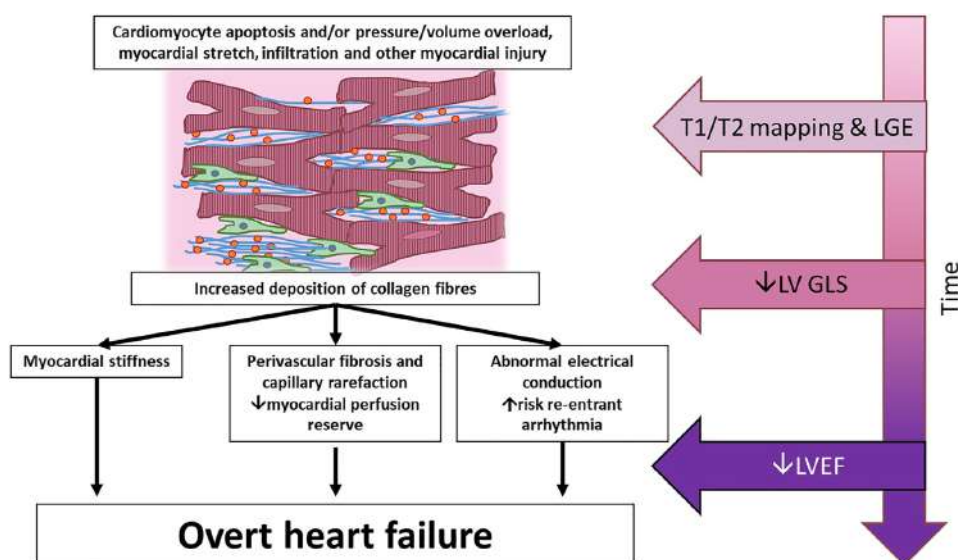 Cardiomyocyte apoptosis and/or pressure/volume overload,
myocardial stretch, infiltration and other myocardial injury
T1/T2 mapping & LGE
Increased deposition of collagen fibres
↓LV GLS
Time
Myocardial stiffness
Perivascular fibrosis and
capillary rarefaction
↓myocardial perfusion
reserve
Abnormal electrical
conduction
↑risk re-entrant
arrhythmia
↓LVEF
Overt heart failure